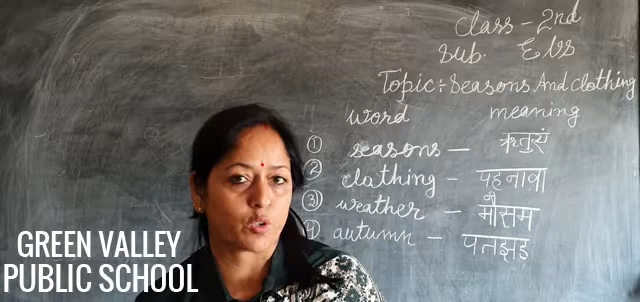 Class - 2nd
Sub. EVS
Topic:- Seasons And Clothing
word meaning
① seasons - ऋतुएं
② clothing - पहनावा
③ weather - मौसम
④ autumn - पतझड़
GREEN VALLEY
PUBLIC SCHOOL